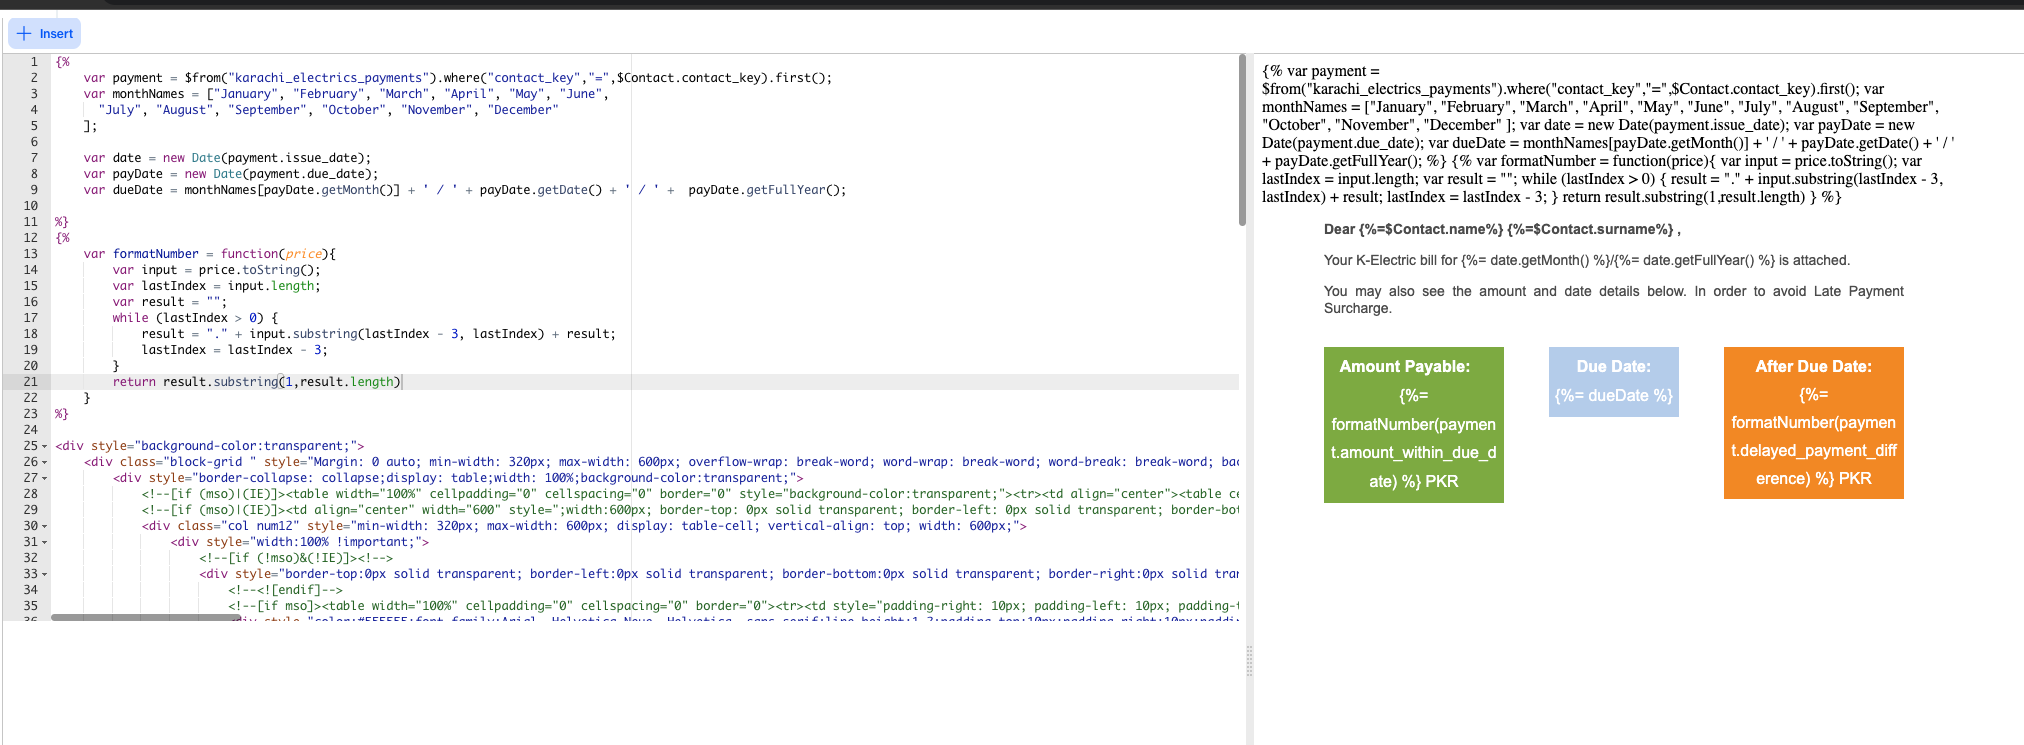 Insert
1 {%
2 var payment = $from("karachi_electrics_payments").where("contact_key","=",$Contact.contact_key).first();
3 var monthNames = ["January", "February", "March", "April", "May", "June",
4 "July", "August", "September", "October", "November", "December"
5 ];
6
7 var date = new Date(payment.issue_date);
8 var payDate = new Date(payment.due_date);
9 var dueDate = monthNames[payDate.getMonth()] + ' / ' + payDate.getDate() + ' / ' + payDate.getFullYear();
10
11 %}
12 {%
13 var formatNumber = function(price){
14 var input = price.toString();
15 var lastIndex = input.length;
16 var result = "";
17 while (lastIndex > 0) {
18 result = "." + input.substring(lastIndex - 3, lastIndex) + result;
19 lastIndex = lastIndex - 3;
20 }
21 return result.substring(1,result.length)
22 }
23 %}
24
25 <div style="background-color:transparent;">
26 <div class="block-grid " style="Margin: 0 auto; min-width: 320px; max-width: 600px; overflow-wrap: break-word; word-wrap: break-word; word-break: break-word; bac
27 <div style="border-collapse: collapse;display: table;width: 100%;background-color:transparent;">
28 <!--[if (mso)|(IE)]><table width="100%" cellpadding="0" cellspacing="0" border="0" style="background-color:transparent;"><tr><td align="center"><table ce
29 <!--[if (mso)|(IE)]><td align="center" width="600" style=";width:600px; border-top: 0px solid transparent; border-left: 0px solid transparent; border-bot
30 <div class="col num12" style="min-width: 320px; max-width: 600px; display: table-cell; vertical-align: top; width: 600px;">
31 <div style="width:100% !important;">
32 <!--[if (!mso)&(!IE)]><!-->
33 <div style="border-top:0px solid transparent; border-left:0px solid transparent; border-bottom:0px solid transparent; border-right:0px solid tran
34 <!--<![endif]-->
35 <!--[if mso]><table width="100%" cellpadding="0" cellspacing="0" border="0"><tr><td style="padding-right: 10px; padding-left: 10px; padding-t
{% var payment =
$from("karachi_electrics_payments").where("contact_key","=",$Contact.contact_key).first(); var
monthNames = ["January", "February", "March", "April", "May", "June", "July", "August", "September",
"October", "November", "December" ]; var date = new Date(payment.issue_date); var payDate = new
Date(payment.due_date); var dueDate = monthNames[payDate.getMonth()] + ' / ' + payDate.getDate() + ' / '
+ payDate.getFullYear(); %} {% var formatNumber = function(price){ var input = price.toString(); var
lastIndex = input.length; var result = ""; while (lastIndex > 0) { result = "." + input.substring(lastIndex - 3,
lastIndex) + result; lastIndex = lastIndex - 3; } return result.substring(1,result.length) } %}
Dear {%=$Contact.name%} {%=$Contact.surname%} ,
Your K-Electric bill for {%= date.getMonth() %}/{%= date.getFullYear() %} is attached.
You may also see the amount and date details below. In order to avoid Late Payment
Surcharge.
Amount Payable:
{%=
formatNumber(paymen
t.amount_within_due_d
ate) %} PKR
Due Date:
{%= dueDate %}
After Due Date:
{%=
formatNumber(paymen
t.delayed_payment_diff
erence) %} PKR